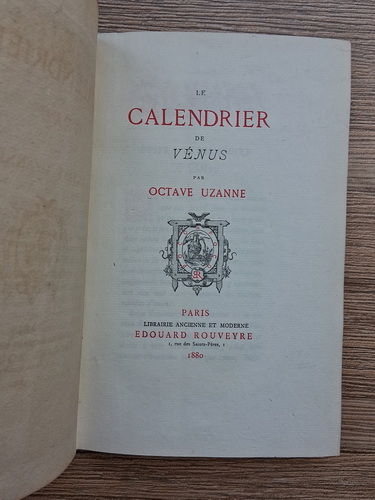 LE
CALENDRIER
DE
VÉNUS
PAR
OCTAVE UZANNE
PARIS
LIBRAIRIE ANCIENNE ET MODERNE
EDOUARD ROUVEYRE
1, rue des Saints-Pères, 1
1880